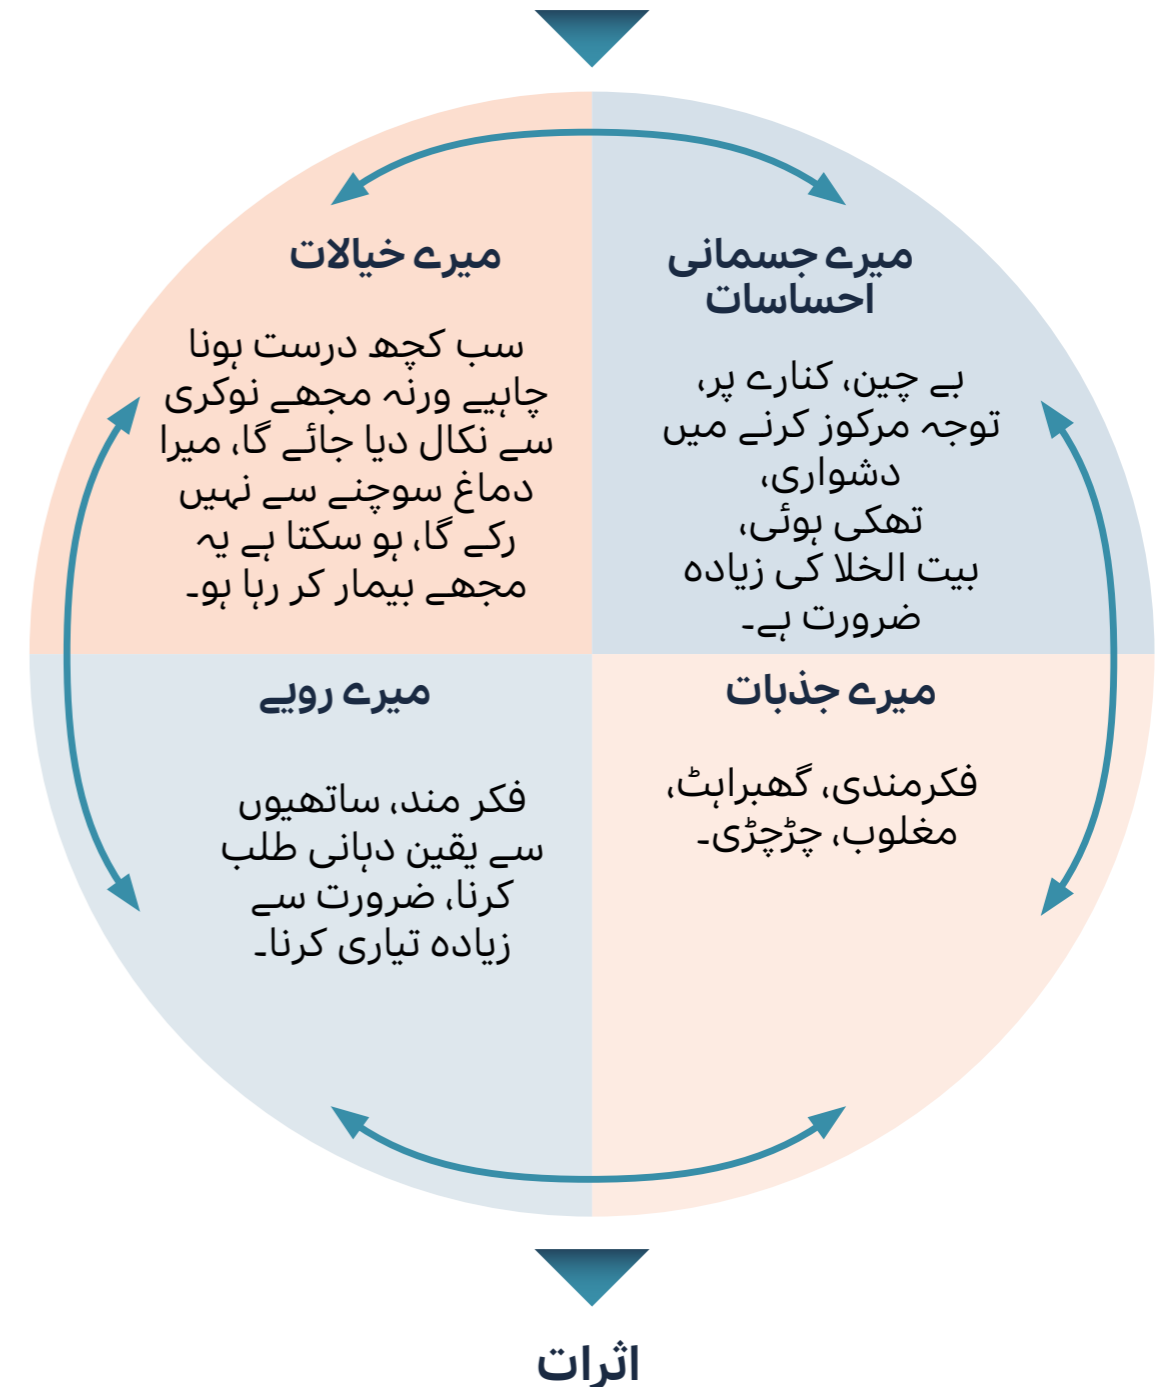 میرے جسمانی
احساسات
بے چین، کنارے پر،
توجہ مرکوز کرنے میں
دشواری،
تھکی ہوئی،
بیت الخلا کی زیادہ
ضرورت ہے۔
میرے خیالات
سب کچھ درست ہونا
چاہیے ورنہ مجھے نوکری
سے نکال دیا جائے گا، میرا
دماغ سوچنے سے نہیں
رکے گا، ہو سکتا ہے یہ
مجھے بیمار کر رہا ہو۔
میرے جذبات
فکرمندی، گھبراہٹ،
مغلوب، چڑچڑی۔
میرے رویے
فکر مند، ساتھیوں
سے یقین دہانی طلب
کرنا، ضرورت سے
زیادہ تیاری کرنا۔
اثرات